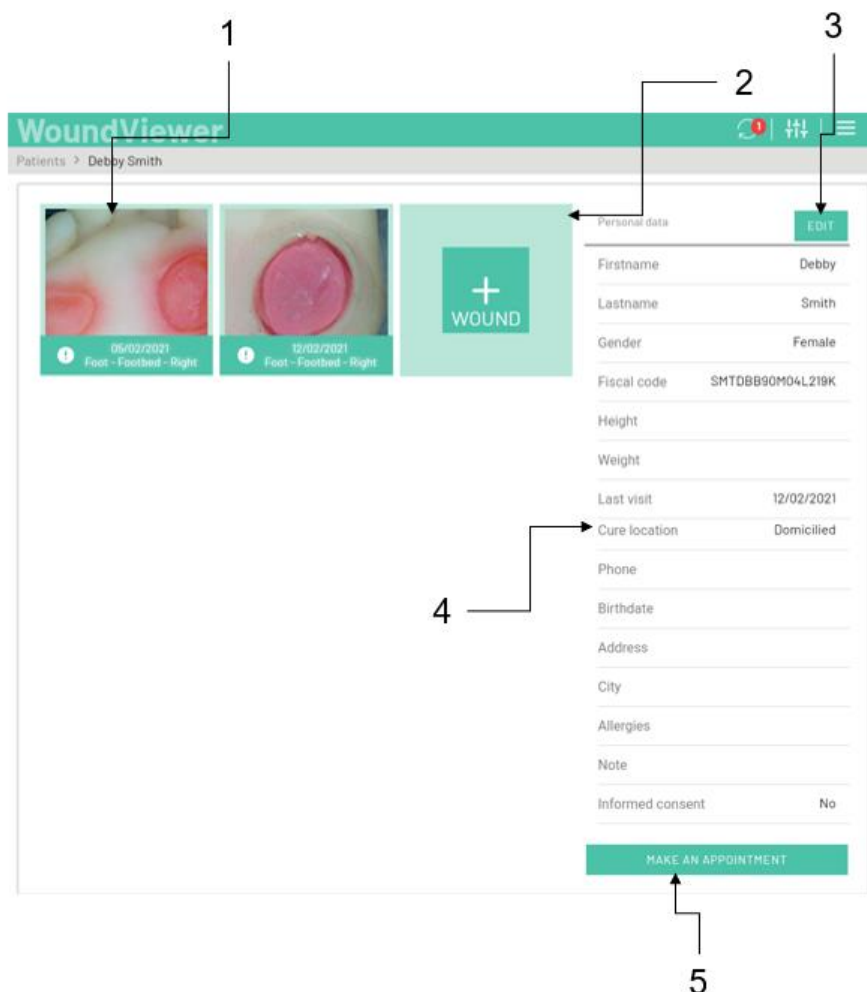 1
3
2
WoundViewer
1
Patients > Debby Smith
Personal data
EDIT
Firstname Debby
Lastname Smith
Gender Female
Fiscal code SMTDBB90M04L219K
Height
Weight
Last visit 12/02/2021
Cure location Domicilied
Phone
Birthdate
Address
City
Allergies
Note
Informed consent No
MAKE AN APPOINTMENT
05/02/2021
Foot - Footbed - Right
12/02/2021
Foot - Footbed - Right
+
WOUND
4
5